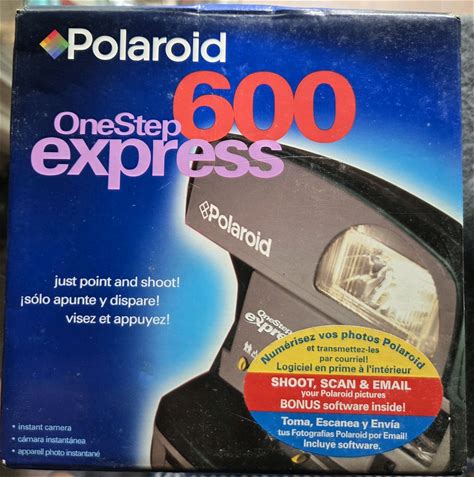 Polaroid
OneStep 600
express
Polaroid
OneStep
express
just point and shoot!
¡sólo apunte y dispare!
visez et appuyez!
Numérisez vos photos Polaroid
et transmettez-les
par courriel!
Logiciel en prime à l'intérieur
SHOOT, SCAN & EMAIL
your Polaroid pictures
BONUS software inside!
Toma, Escanea y Envía
tus Fotografías Polaroid por Email!
Incluye software.
• instant camera
• cámara instantánea
• appareil photo instantané